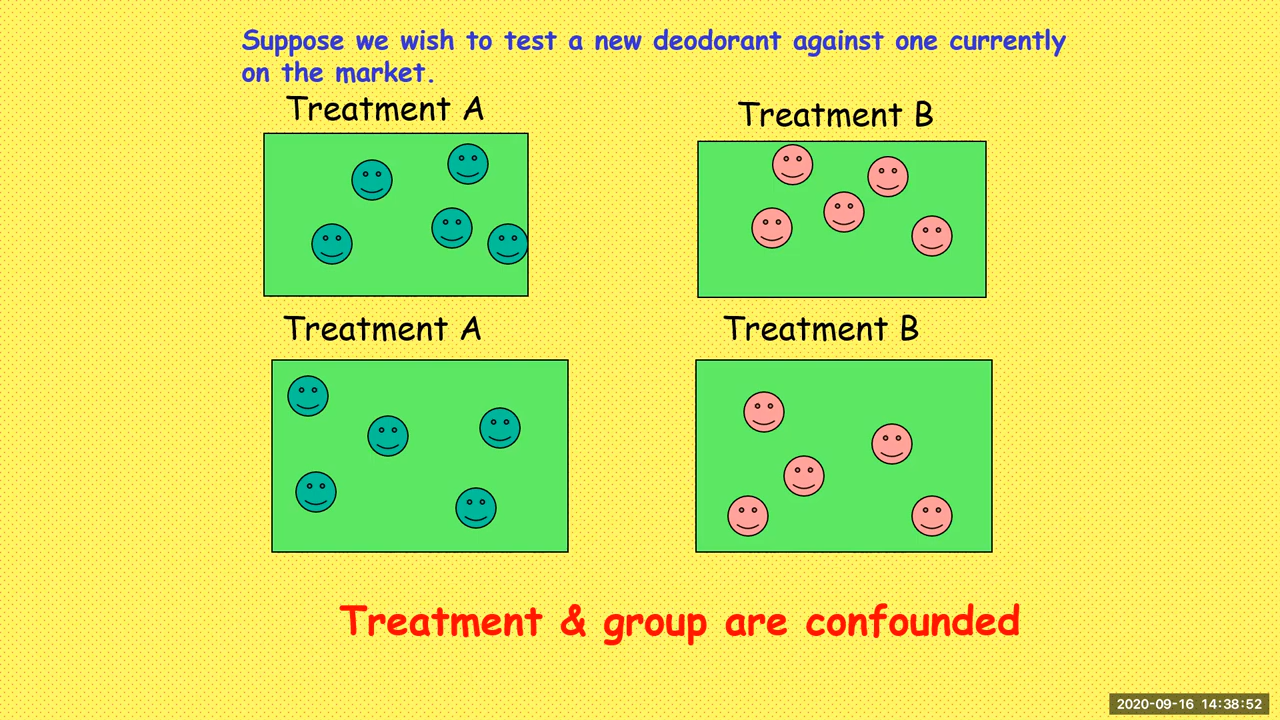 Suppose we wish to test a new deodorant against one currently
on the market.
Treatment A
Treatment B
Treatment A
Treatment B
Treatment & group are confounded
2020-09-16 14:38:52